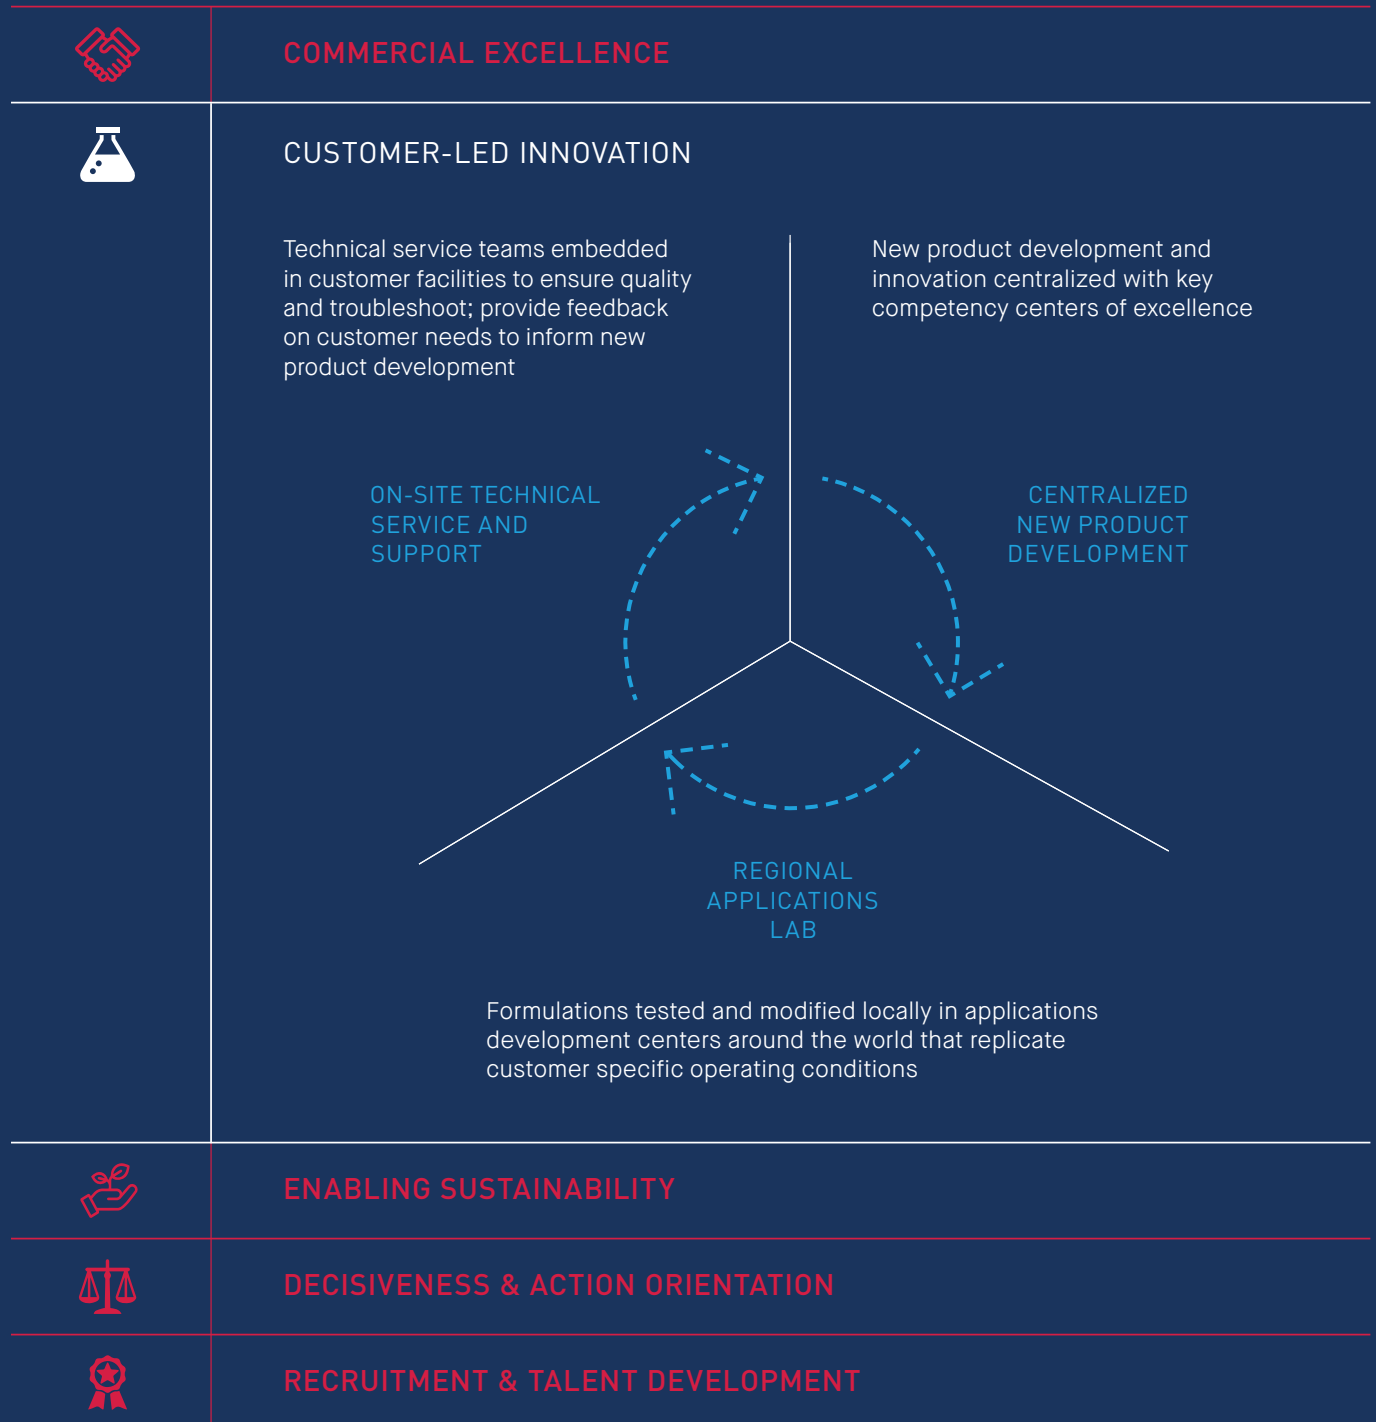 COMMERCIAL EXCELLENCE
CUSTOMER-LED INNOVATION
Technical service teams embedded
in customer facilities to ensure quality
and troubleshoot; provide feedback
on customer needs to inform new
product development
New product development and
innovation centralized with key
competency centers of excellence
ON-SITE TECHNICAL
SERVICE AND
SUPPORT
CENTRALIZED
NEW PRODUCT
DEVELOPMENT
REGIONAL
APPLICATIONS
LAB
Formulations tested and modified locally in applications
development centers around the world that replicate
customer specific operating conditions
ENABLING SUSTAINABILITY
DECISIVENESS & ACTION ORIENTATION
RECRUITMENT & TALENT DEVELOPMENT